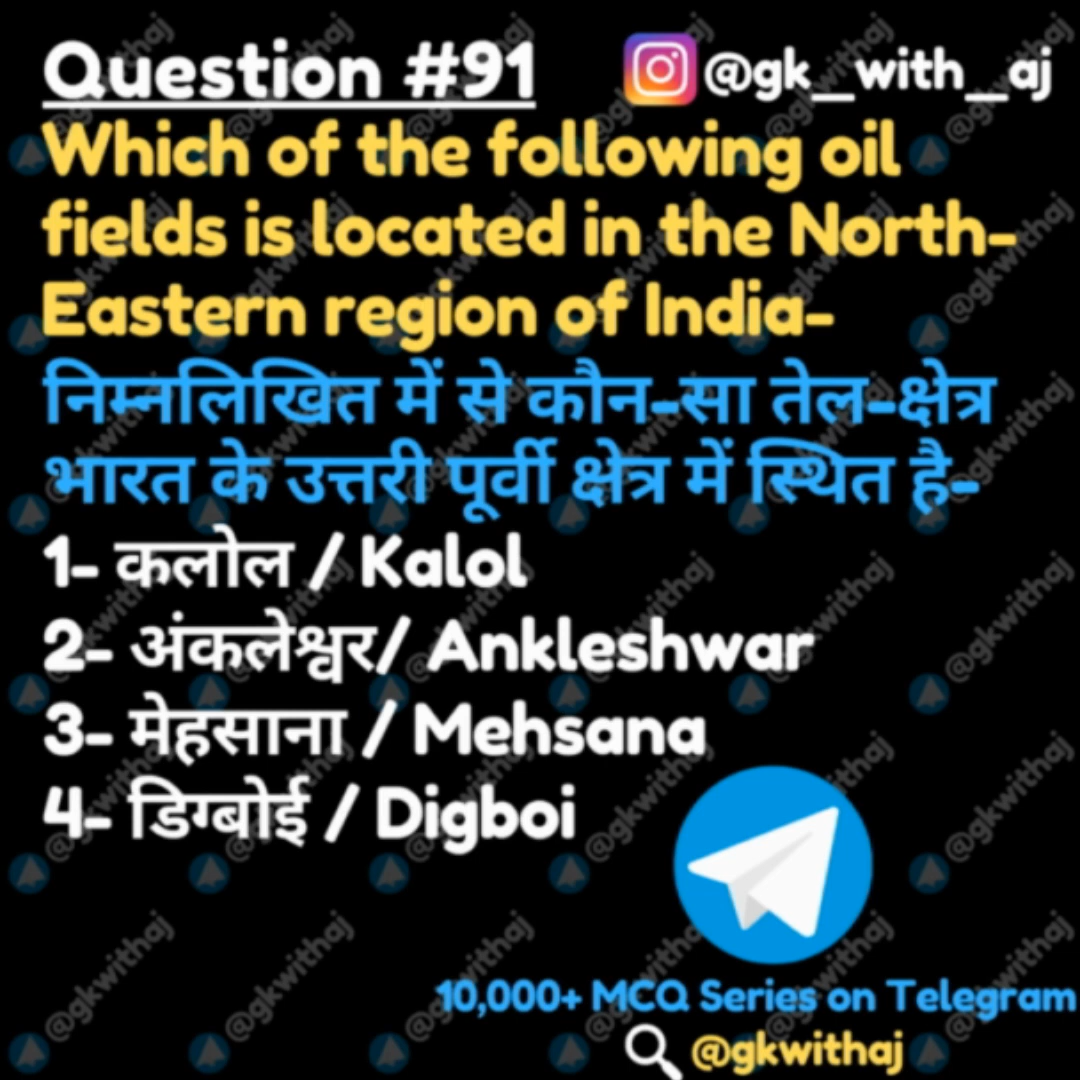 Question #91
@gk__with__aj
Which of the following oil
fields is located in the North-
Eastern region of India-
निम्नलिखित में से कौन-सा तेल-क्षेत्र
भारत के उत्तरी पूर्वी क्षेत्र में स्थित है-
1- कलोल / Kalol
2- अंकलेश्वर/ Ankleshwar
3- मेहसाना / Mehsana
4- डिग्बोई / Digboi
10,000+ MCQ Series on Telegram
@gkwithaj